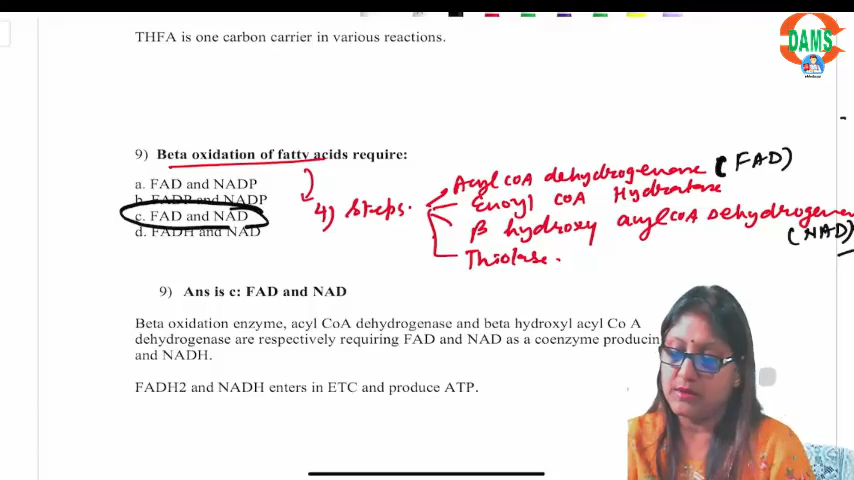 THFA is one carbon carrier in various reactions.
DAMS
9) Beta oxidation of fatty acids require:
a. FAD and NADP
b. FADP and NADP
c. FAD and NAD
d. FADH and NAD
4) Steps.
Acyl COA dehydrogenase (FAD)
Enoyl COA Hydratase
β hydroxy acyl COA Dehydrogen
(NAD)
Thiolase.
9) Ans is c: FAD and NAD
Beta oxidation enzyme, acyl CoA dehydrogenase and beta hydroxyl acyl Co A
dehydrogenase are respectively requiring FAD and NAD as a coenzyme producin
and NADH.
FADH2 and NADH enters in ETC and produce ATP.